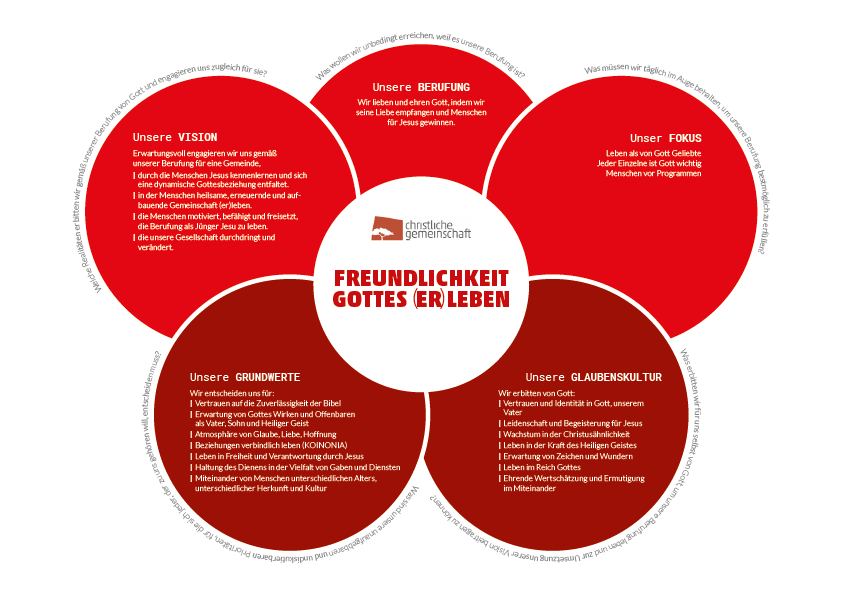 Was wollen wir unbedingt erreichen, weil es unsere Berufung ist?
Unsere BERUFUNG
Wir lieben und ehren Gott, indem wir
seine Liebe empfangen und Menschen
für Jesus gewinnen.
Welche Realitäten erbitten wir gemäß unserer Berufung von Gott und engagieren uns zugleich für sie?
Unsere VISION
Erwartungsvoll engagieren wir uns gemäß
unserer Berufung für eine Gemeinde,
| durch die Menschen Jesus kennenlernen und sich
eine dynamische Gottesbeziehung entfaltet.
| in der Menschen heilsame, erneuernde und auf-
bauende Gemeinschaft (er)leben.
| die Menschen motiviert, befähigt und freisetzt,
die Berufung als Jünger Jesu zu leben.
| die unsere Gesellschaft durchdringt und
verändert.
Was müssen wir täglich im Auge behalten, um unsere Berufung bestmöglich zu erfüllen?
Unser FOKUS
Leben als von Gott Geliebte
Jeder Einzelne ist Gott wichtig
Menschen vor Programmen
christliche
gemeinschaft
FREUNDLICHKEIT
GOTTES (ER)LEBEN
Unsere GRUNDWERTE
Wir entscheiden uns für:
| Vertrauen auf die Zuverlässigkeit der Bibel
| Erwartung von Gottes Wirken und Offenbaren
als Vater, Sohn und Heiliger Geist
| Atmosphäre von Glaube, Liebe, Hoffnung
| Beziehungen verbindlich leben (KOINONIA)
| Leben in Freiheit und Verantwortung durch Jesus
| Haltung des Dienens in der Vielfalt von Gaben und Diensten
| Miteinander von Menschen unterschiedlichen Alters,
unterschiedlicher Herkunft und Kultur
Was sind unsere unaufgebbaren und undiskutierbaren Prioritäten, für die sich jeder, der zu uns gehören will, entscheiden muss?
Unsere GLAUBENSKULTUR
Wir erbitten von Gott:
| Vertrauen und Identität in Gott, unserem
Vater
| Leidenschaft und Begeisterung für Jesus
| Wachstum in der Christusähnlichkeit
| Leben in der Kraft des Heiligen Geistes
| Erwartung von Zeichen und Wundern
| Leben im Reich Gottes
| Ehrende Wertschätzung und Ermutigung
im Miteinander
Was erbitten wir für uns selbst von Gott, um unsere Berufung leben und zur Umsetzung unserer Vision beitragen zu können?